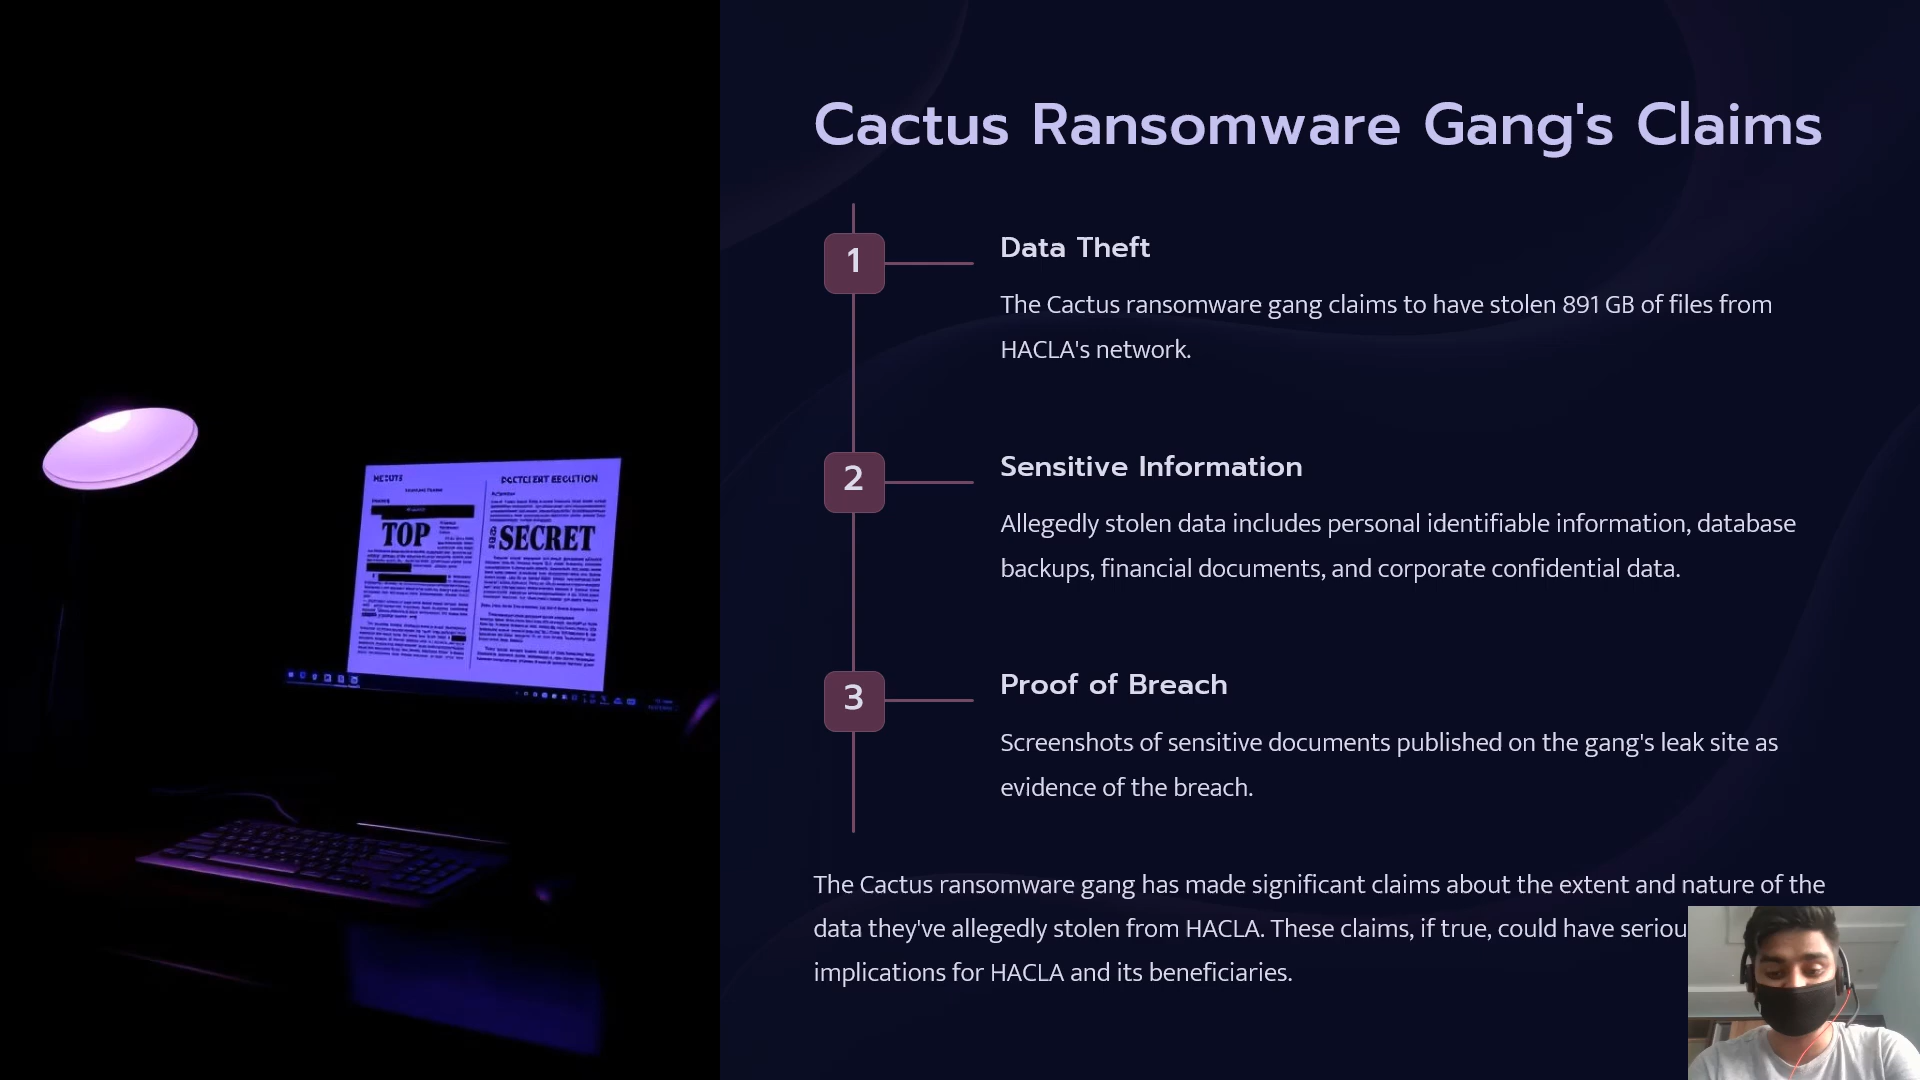 Cactus Ransomware Gang's Claims
1
Data Theft
The Cactus ransomware gang claims to have stolen 891 GB of files from
HACLA's network.
2
Sensitive Information
Allegedly stolen data includes personal identifiable information, database
backups, financial documents, and corporate confidential data.
3
Proof of Breach
Screenshots of sensitive documents published on the gang's leak site as
evidence of the breach.
The Cactus ransomware gang has made significant claims about the extent and nature of the
data they've allegedly stolen from HACLA. These claims, if true, could have seriou
implications for HACLA and its beneficiaries.
TOP
SECRET